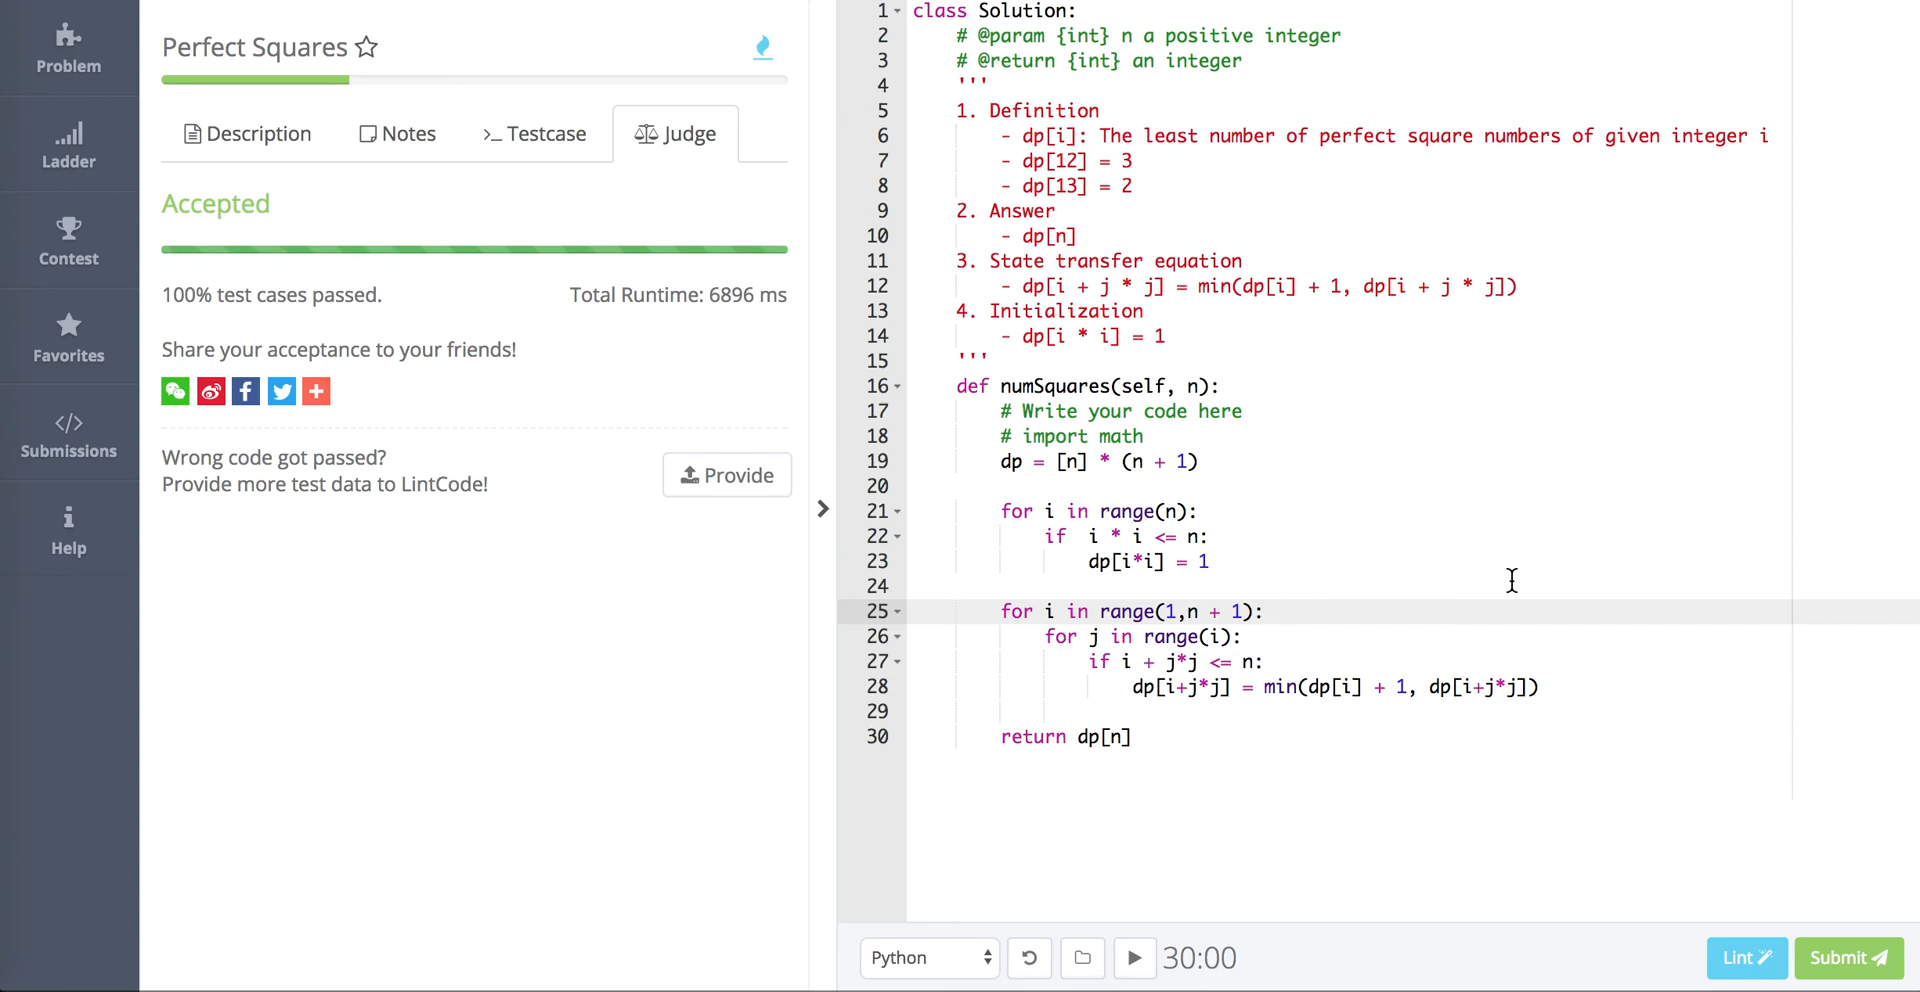 Problem
Ladder
Contest
Favorites
Submissions
Help
Perfect Squares
Description
Notes
>_ Testcase
Judge
Accepted
100% test cases passed.
Total Runtime: 6896 ms
Share your acceptance to your friends!
Wrong code got passed?
Provide more test data to LintCode!
Provide
1 class Solution:
2 # @param {int} n a positive integer
3 # @return {int} an integer
4 '''
5 1. Definition
6 - dp[i]: The least number of perfect square numbers of given integer i
7 - dp[12] = 3
8 - dp[13] = 2
9 2. Answer
10 - dp[n]
11 3. State transfer equation
12 - dp[i + j * j] = min(dp[i] + 1, dp[i + j * j])
13 4. Initialization
14 - dp[i * i] = 1
15 '''
16 def numSquares(self, n):
17 # Write your code here
18 # import math
19 dp = [n] * (n + 1)
20
21 for i in range(n):
22 if  i * i <= n:
23 dp[i*i] = 1
24
25 for i in range(1,n + 1):
26 for j in range(i):
27 if i + j*j <= n:
28 dp[i+j*j] = min(dp[i] + 1, dp[i+j*j])
29
30 return dp[n]
Python
30:00
Lint
Submit